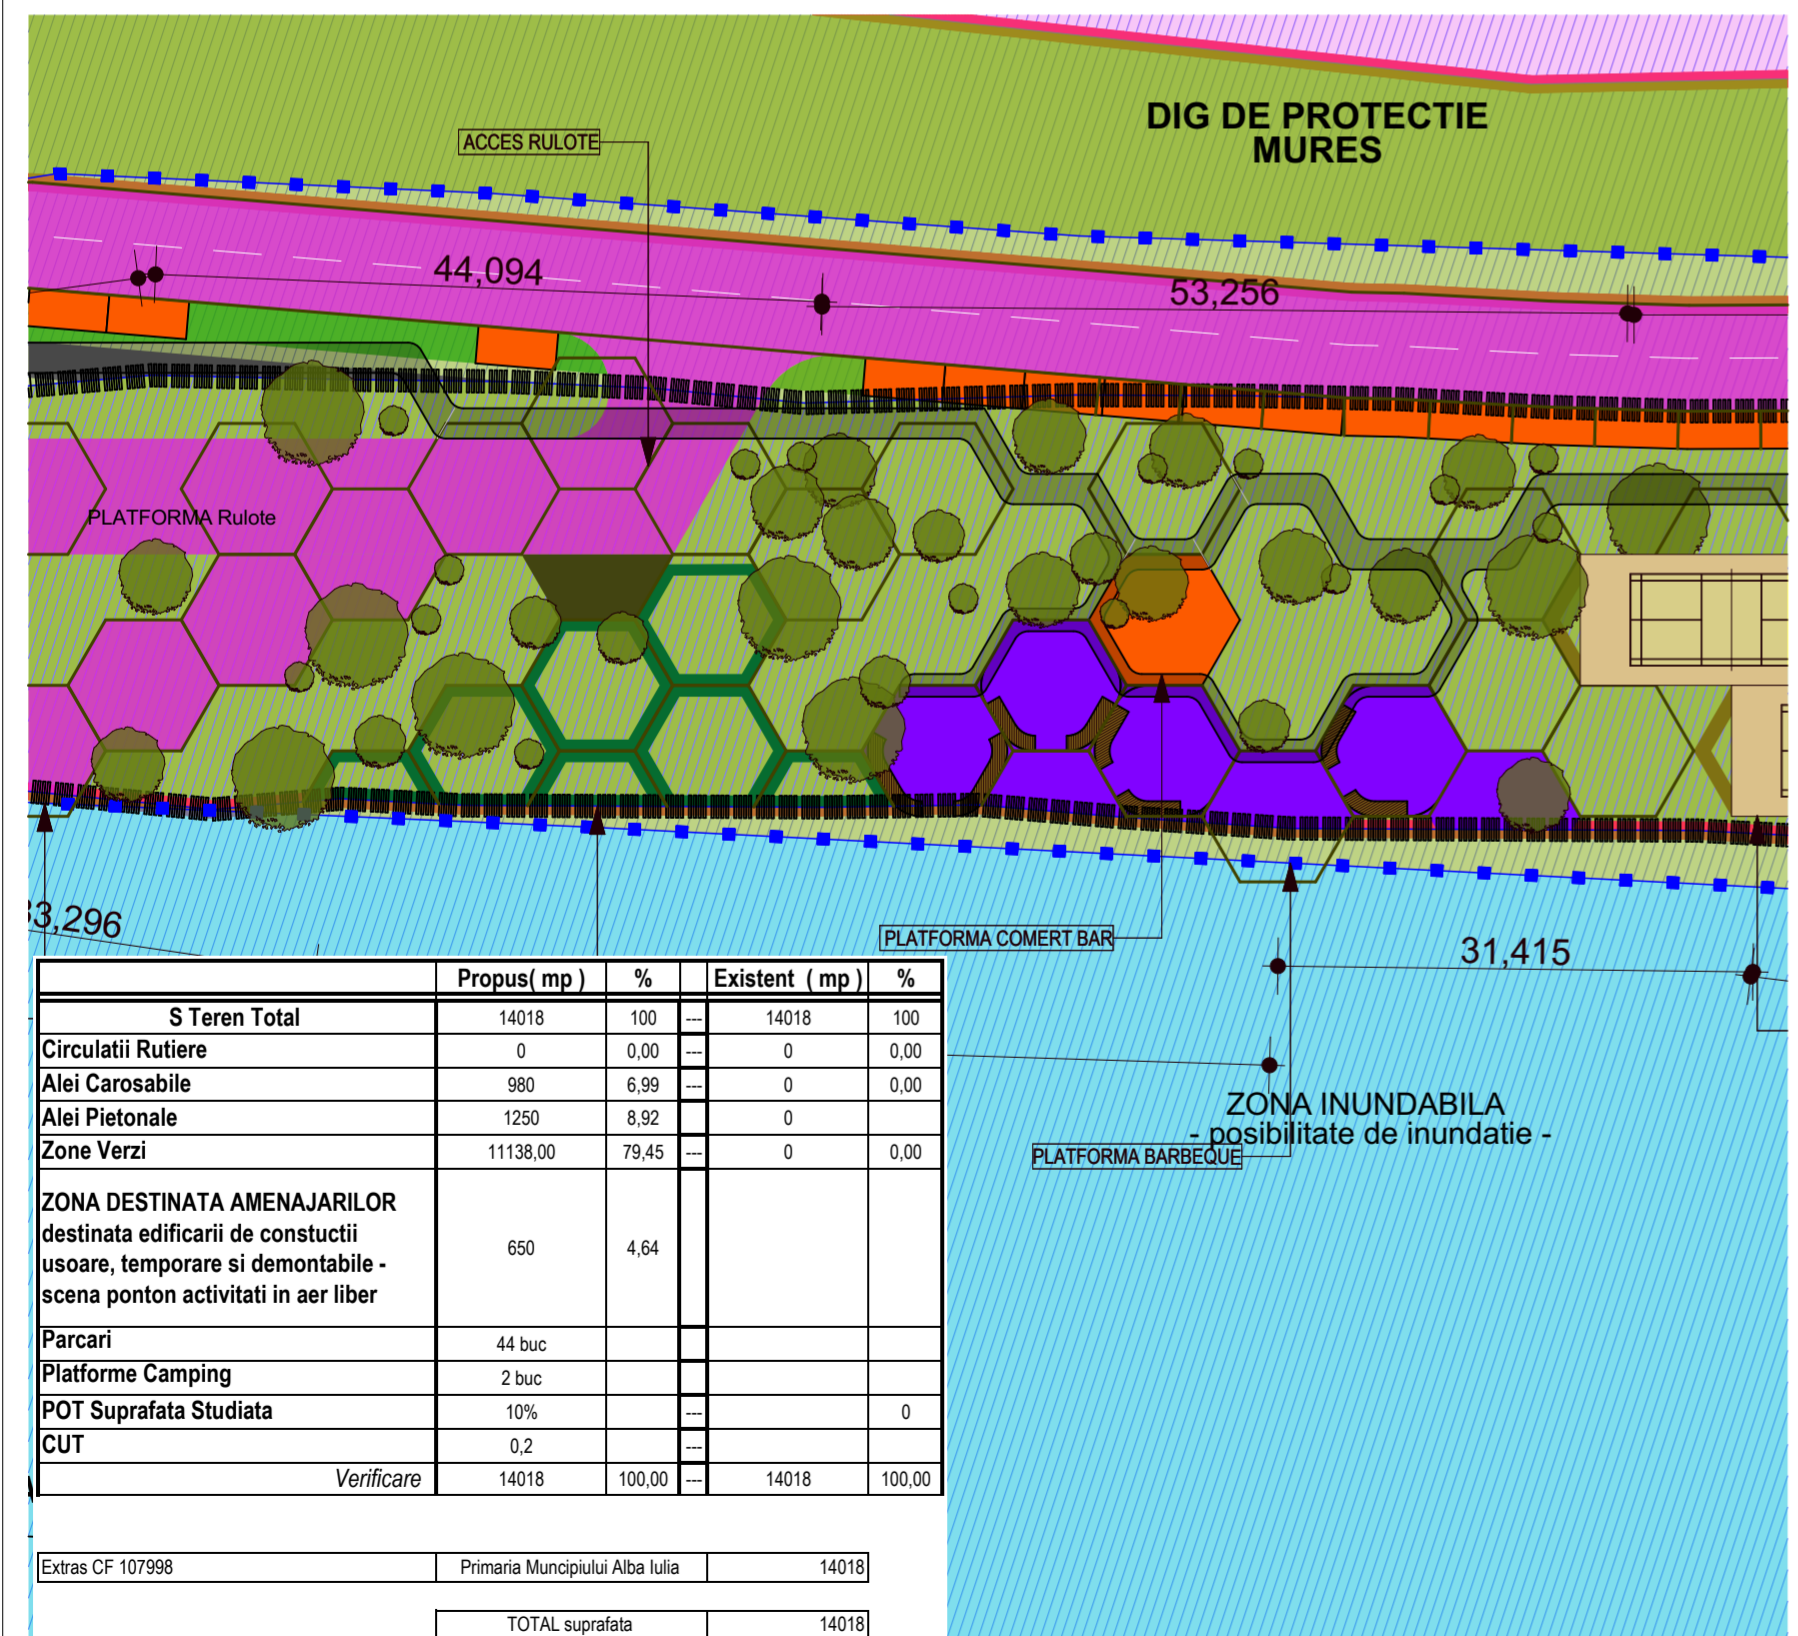 DIG DE PROTECTIE
MURES
ACCES RULOTE
44,094
53,256
PLATFORMA Rulote
33,296
PLATFORMA COMERT BAR
31,415
ZONA INUNDABILA
- posibilitate de inundatie -
PLATFORMA BARBEQUE
Propus( mp ) % Existent ( mp ) %
S Teren Total 14018 100 --- 14018 100
Circulatii Rutiere 0 0,00 --- 0 0,00
Alei Carosabile 980 6,99 --- 0 0,00
Alei Pietonale 1250 8,92 0
Zone Verzi 11138,00 79,45 --- 0 0,00
ZONA DESTINATA AMENAJARILOR
destinata edificarii de constuctii
usoare, temporare si demontabile -
scena ponton activitati in aer liber
650 4,64
Parcari 44 buc
Platforme Camping 2 buc
POT Suprafata Studiata 10% --- 0
CUT 0,2 ---
Verificare 14018 100,00 --- 14018 100,00
Extras CF 107998 Primaria Muncipiului Alba Iulia 14018
TOTAL suprafata 14018